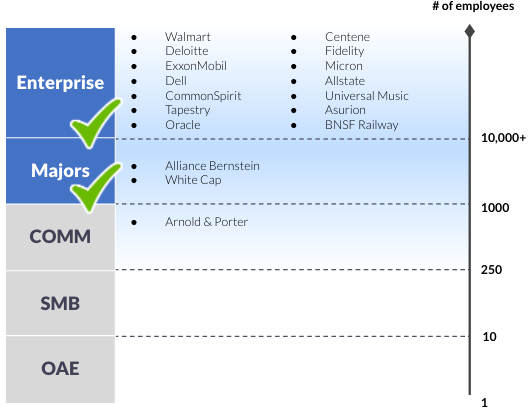 # of employees
Enterprise
● Walmart
● Deloitte
● ExxonMobil
● Dell
● CommonSpirit
● Tapestry
● Oracle
● Centene
● Fidelity
● Micron
● Allstate
● Universal Music
● Asurion
● BNSF Railway
10,000+
Majors
● Alliance Bernstein
● White Cap
1000
COMM
● Arnold & Porter
250
SMB
10
OAE
1